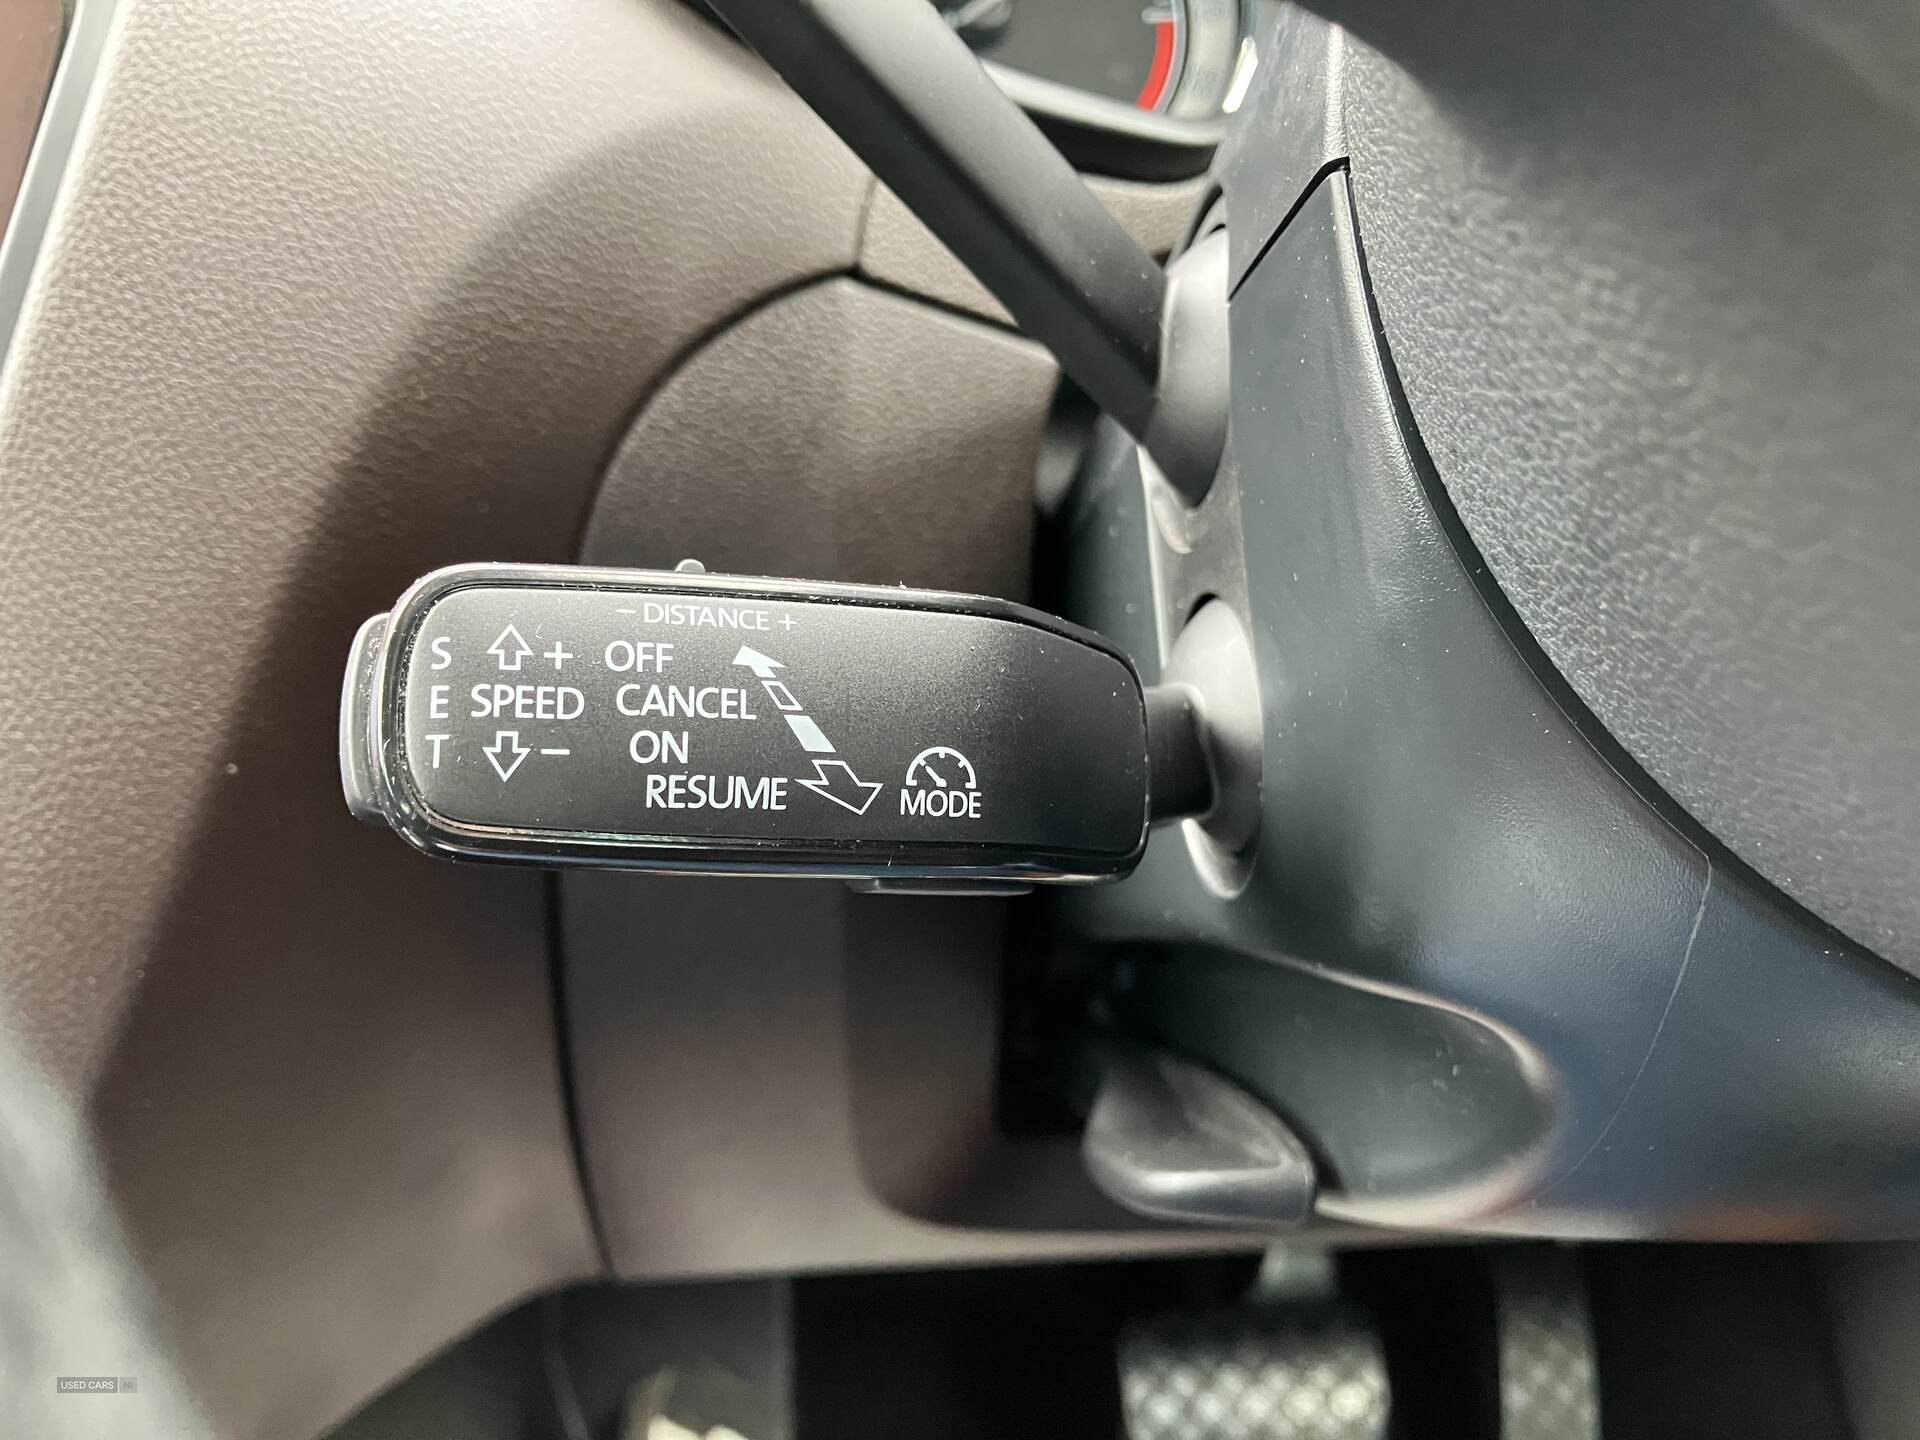 − DISTANCE +
S + OFF
E SPEED CANCEL
T − ON
RESUME
MODE
USED CARS NI